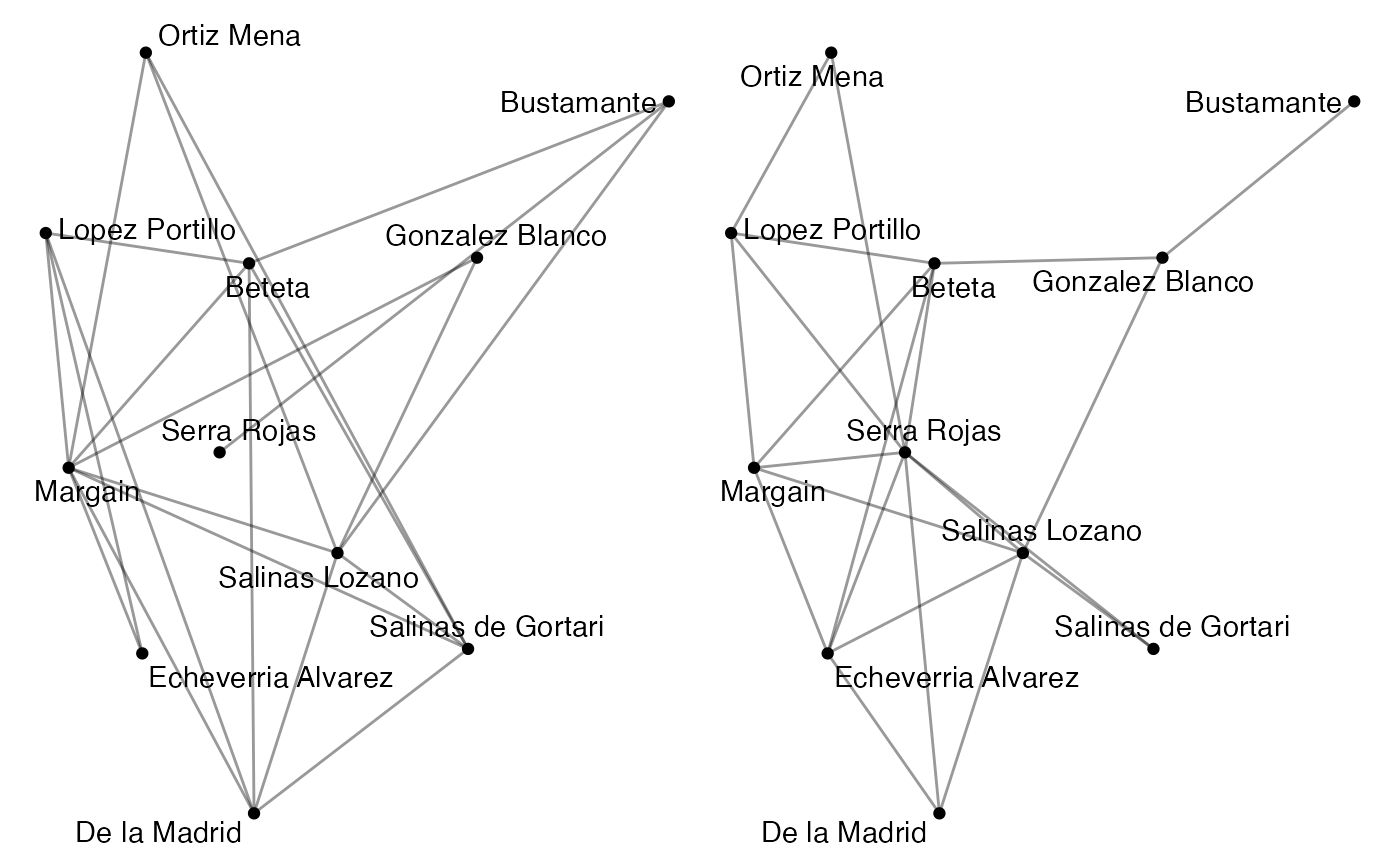 Ortiz Mena
Bustamante
Lopez Portillo
Gonzalez Blanco
Beteta
Serra Rojas
Margain
Salinas Lozano
Salinas de Gortari
Echeverria Alvarez
De la Madrid
Ortiz Mena
Bustamante
Lopez Portillo
Beteta
Gonzalez Blanco
Serra Rojas
Margain
Salinas Lozano
Salinas de Gortari
Echeverria Alvarez
De la Madrid